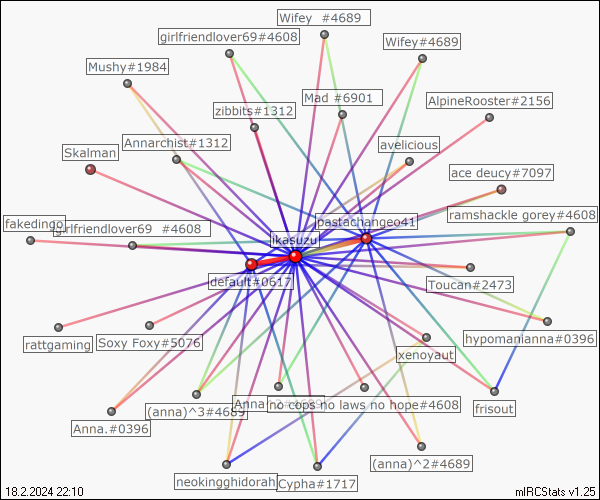 Wifey #4689
girlfriendlover69#4608
Wifey#4689
Mushy#1984
Mad #6901
AlpineRooster#2156
zibbits#1312
Annarchist#1312
avelicious
Skalman
ace deucy#7097
ramshackle gorey#4608
pastachangeo41
fakedingo
girlfriendlover69 #4608
ikasuzu
default#0617
Toucan#2473
rattgaming
Soxy Foxy#5076
hypomanianna#0396
xenoyaut
(anna)^3#4689
no cops no laws no hope#4608
frisout
Anna.#0396
(anna)^2#4689
neokingghidorah
Cypha#1717
18.2.2024 22:10
mIRCStats v1.25